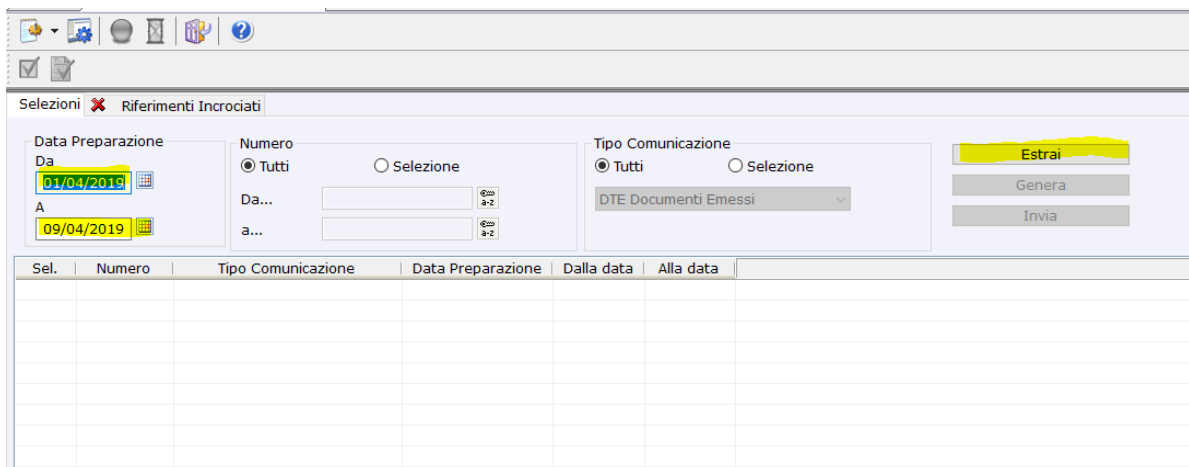 Selezioni Riferimenti Incrociati
Data Preparazione
Da
01/04/2019
A
09/04/2019
Numero
Tutti Selezione
Da...
a...
Tipo Comunicazione
Tutti Selezione
DTE Documenti Emessi
Estrai
Genera
Invia
Sel. Numero Tipo Comunicazione Data Preparazione Dalla data Alla data